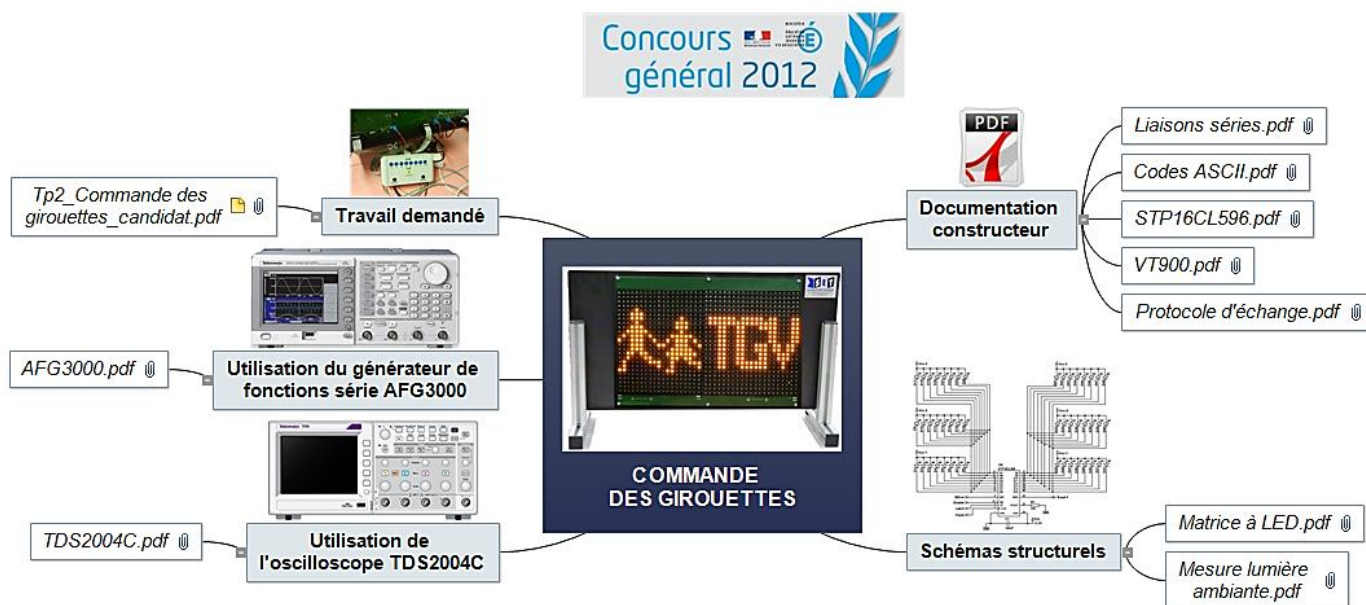 Concours
général 2012
Travail demandé
Tp2_Commande des
girouettes_candidat.pdf
Utilisation du générateur de
fonctions série AFG3000
AFG3000.pdf
Utilisation de
l'oscilloscope TDS2004C
TDS2004C.pdf
TGV
COMMANDE
DES GIROUETTES
PDF
Documentation
constructeur
Liaisons séries.pdf
Codes ASCII.pdf
STP16CL596.pdf
VT900.pdf
Protocole d'échange.pdf
Schémas structurels
Matrice à LED.pdf
Mesure lumière
ambiante.pdf